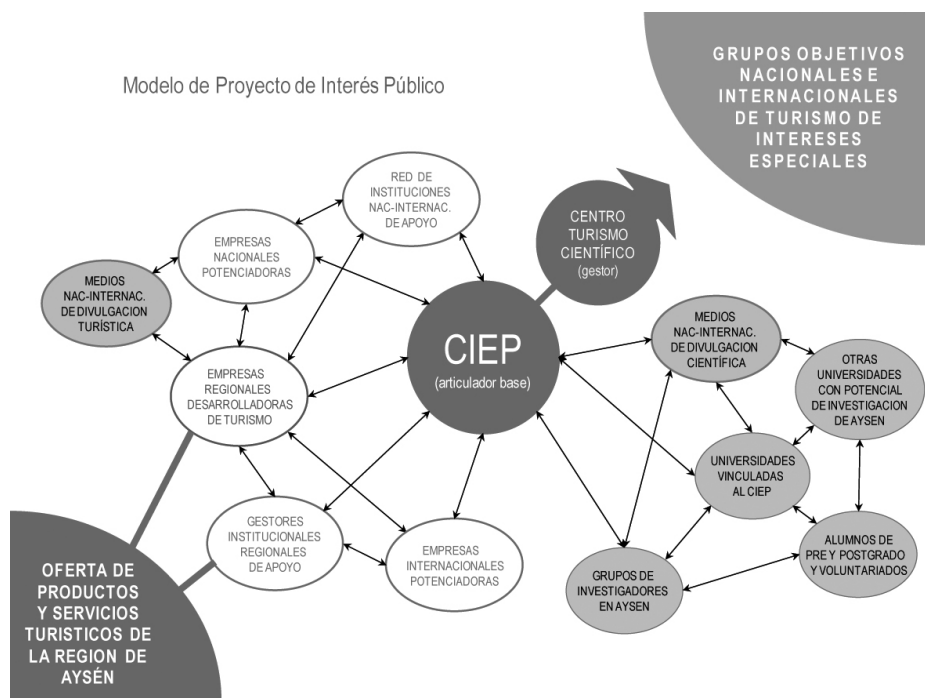 Modelo de Proyecto de Interés Público
GRUPOS OBJETIVOS
NACIONALES E
INTERNACIONALES
DE TURISMO DE
INTERESES
ESPECIALES
RED DE
INSTITUCIONES
NAC-INTERNAC.
DE APOYO
CENTRO
TURISMO
CIENTÍFICO
(gestor)
EMPRESAS
NACIONALES
POTENCIADORAS
MEDIOS
NAC-INTERNAC.
DE DIVULGACION
TURÍSTICA
CIEP
(articulador base)
MEDIOS
NAC-INTERNAC.
DE DIVULGACION
CIENTÍFICA
OTRAS
UNIVERSIDADES
CON POTENCIAL
DE INVESTIGACION
DE AYSEN
EMPRESAS
REGIONALES
DESARROLLADORAS
DE TURISMO
UNIVERSIDADES
VINCULADAS
AL CIEP
GESTORES
INSTITUCIONALES
REGIONALES
DE APOYO
EMPRESAS
INTERNACIONALES
POTENCIADORAS
GRUPOS DE
INVESTIGADORES
EN AYSEN
ALUMNOS DE
PRE Y POSTGRADO
Y VOLUNTARIADOS
OFERTA DE
PRODUCTOS
Y SERVICIOS
TURISTICOS DE
LA REGION DE
AYSÉN